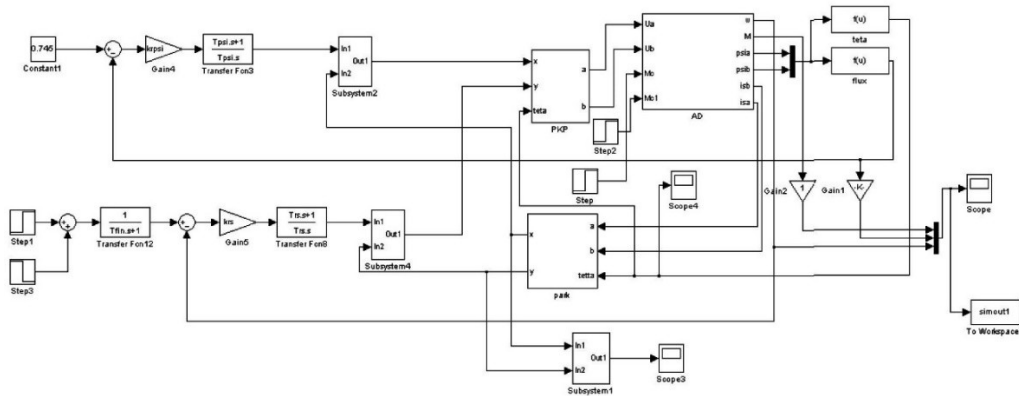 0.745
Constant1
krpsi
Gain4
Tpsi.s+1
Tpsi.s
Transfer Fcn3
In1
In2
Out1
Subsystem2
x
y
teta
a
b
PKP
Step2
Step
Ua
Ub
Mc
Mc1
w
M
psia
psib
isb
isa
AD
f(u)
teta
f(u)
flux
Gain2
1
Gain1
-K-
Scope4
Scope
simout1
To Workspace
Step1
Step3
1
Tfin.s+1
Transfer Fcn12
krs
Gain5
Trs.s+1
Trs.s
Transfer Fcn8
In1
In2
Out1
Subsystem4
x
y
a
b
tetta
park
In1
In2
Out1
Subsystem1
Scope3